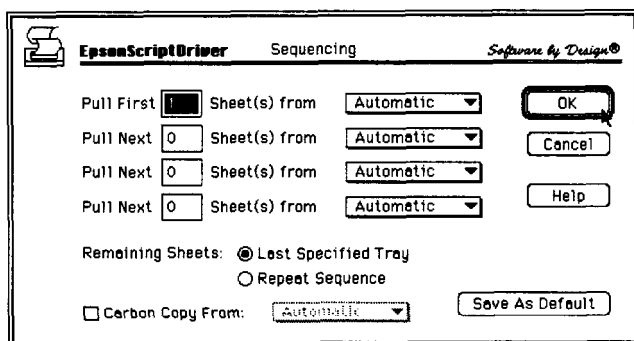 EpsonScriptDriver Sequencing Software by Design®
Pull First 1 Sheet(s) from Automatic OK
Pull Next 0 Sheet(s) from Automatic Cancel
Pull Next 0 Sheet(s) from Automatic
Pull Next 0 Sheet(s) from Automatic Help
Remaining Sheets: Last Specified Tray
Repeat Sequence
Carbon Copy From: Automatic Save As Default